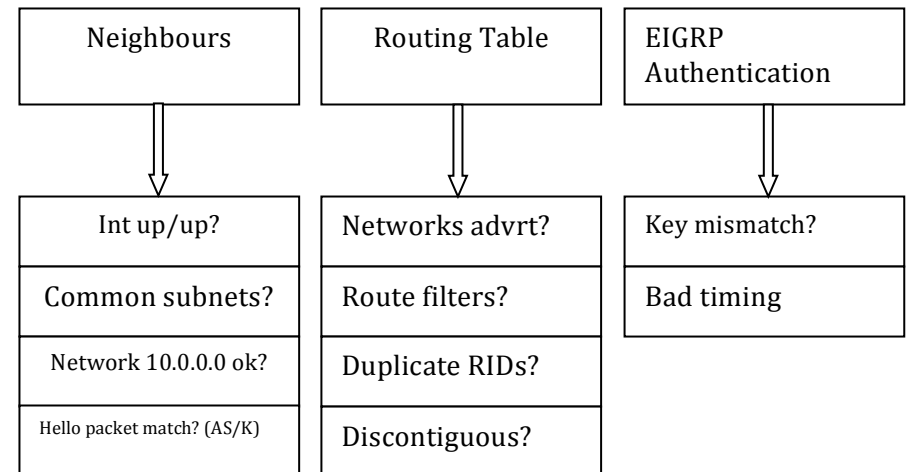 Neighbours
Int up/up?
Common subnets?
Network 10.0.0.0 ok?
Hello packet match? (AS/K)
Routing Table
Networks advrt?
Route filters?
Duplicate RIDs?
Discontiguous?
EIGRP
Authentication
Key mismatch?
Bad timing